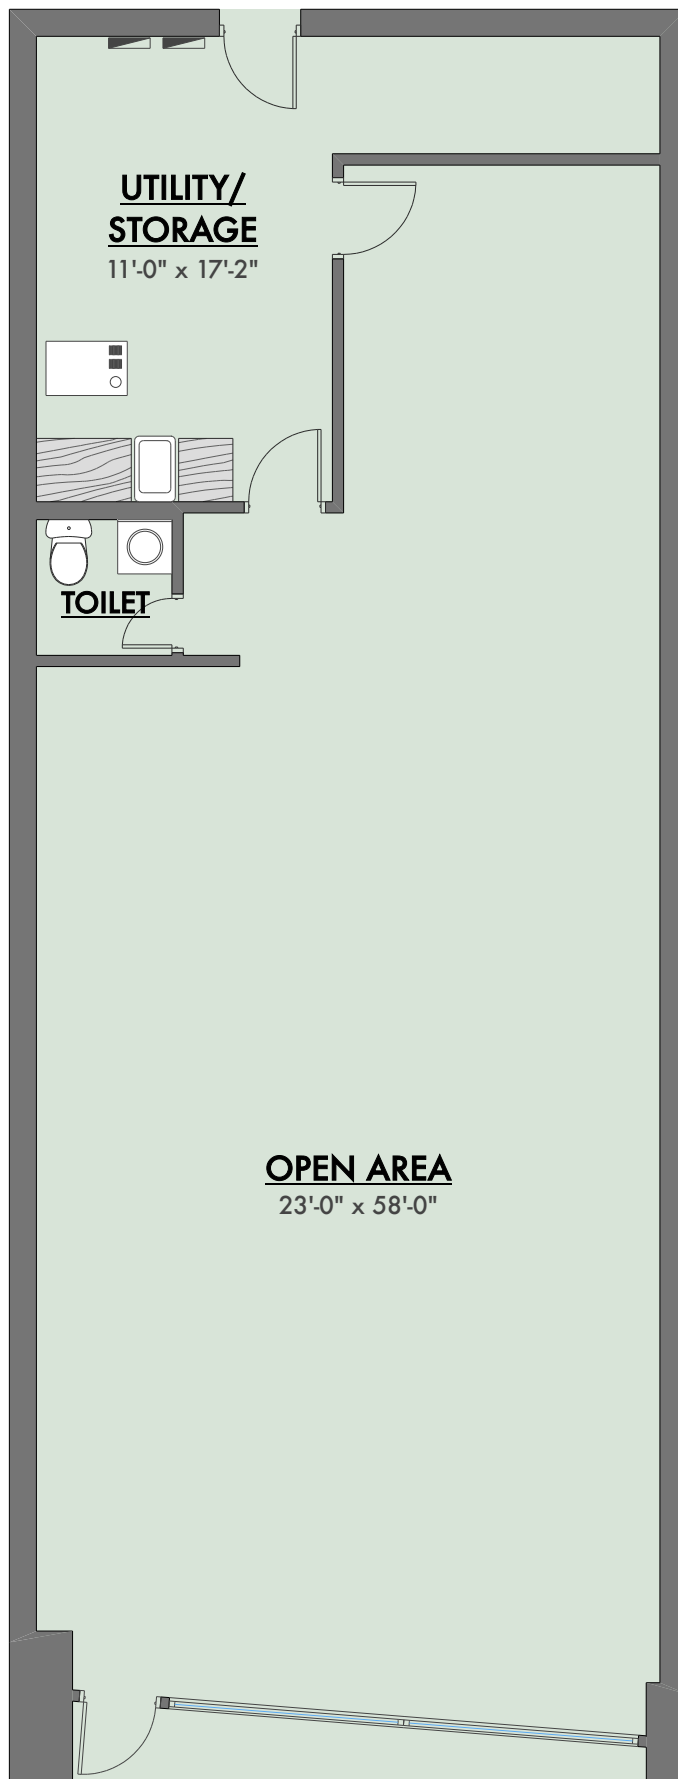 UTILITY/
STORAGE
11'-0" x 17'-2"
TOILET
OPEN AREA
23'-0" x 58'-0"